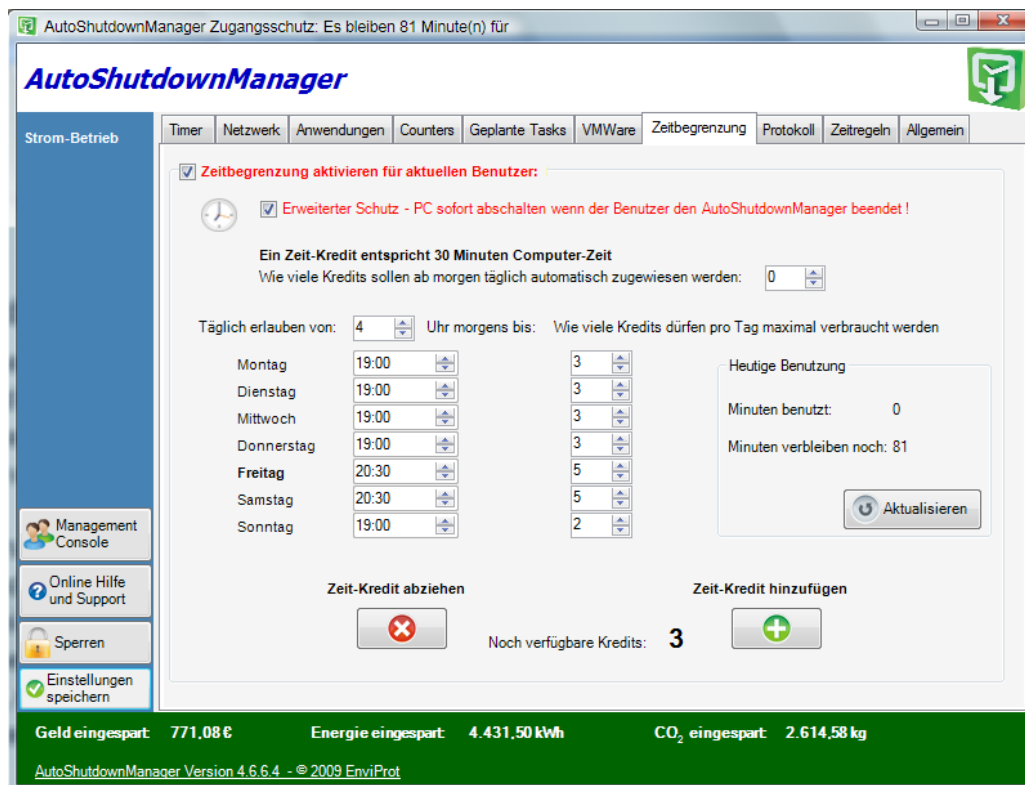 AutoShutdownManager Zugangsschutz: Es bleiben 81 Minute(n) für
AutoShutdownManager
Strom-Betrieb
Timer Netzwerk Anwendungen Counters Geplante Tasks VMWare Zeitbegrenzung Protokoll Zeitregeln Allgemein
Zeitbegrenzung aktivieren für aktuellen Benutzer:
Erweiterter Schutz - PC sofort abschalten wenn der Benutzer den AutoShutdownManager beendet !
Ein Zeit-Kredit entspricht 30 Minuten Computer-Zeit
Wie viele Kredits sollen ab morgen täglich automatisch zugewiesen werden: 0
Täglich erlauben von: 4 Uhr morgens bis: Wie viele Kredits dürfen pro Tag maximal verbraucht werden
Montag 19:00 3
Dienstag 19:00 3
Mittwoch 19:00 3
Donnerstag 19:00 3
Freitag 20:30 5
Samstag 20:30 5
Sonntag 19:00 2
Heutige Benutzung
Minuten benutzt: 0
Minuten verbleiben noch: 81
Aktualisieren
Management
Console
Online Hilfe
und Support
Sperren
Einstellungen
speichern
Zeit-Kredit abziehen
Zeit-Kredit hinzufügen
Noch verfügbare Kredits: 3
Geld eingespart: 771,08 € Energie eingespart: 4.431,50 kWh CO2 eingespart: 2.614,58 kg
AutoShutdownManager Version 4.6.6.4 - © 2009 EnviProt